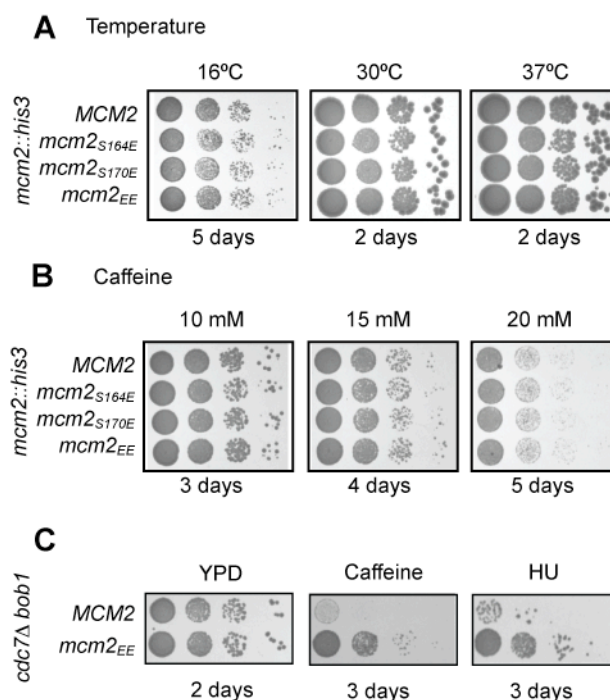 A Temperature
16ºC 30ºC 37ºC
mcm2::his3
MCM2
mcm2S164E
mcm2S170E
mcm2EE
5 days 2 days 2 days
B Caffeine
10 mM 15 mM 20 mM
mcm2::his3
MCM2
mcm2S164E
mcm2S170E
mcm2EE
3 days 4 days 5 days
C
YPD Caffeine HU
cdc7Δ bob1
MCM2
mcm2EE
2 days 3 days 3 days